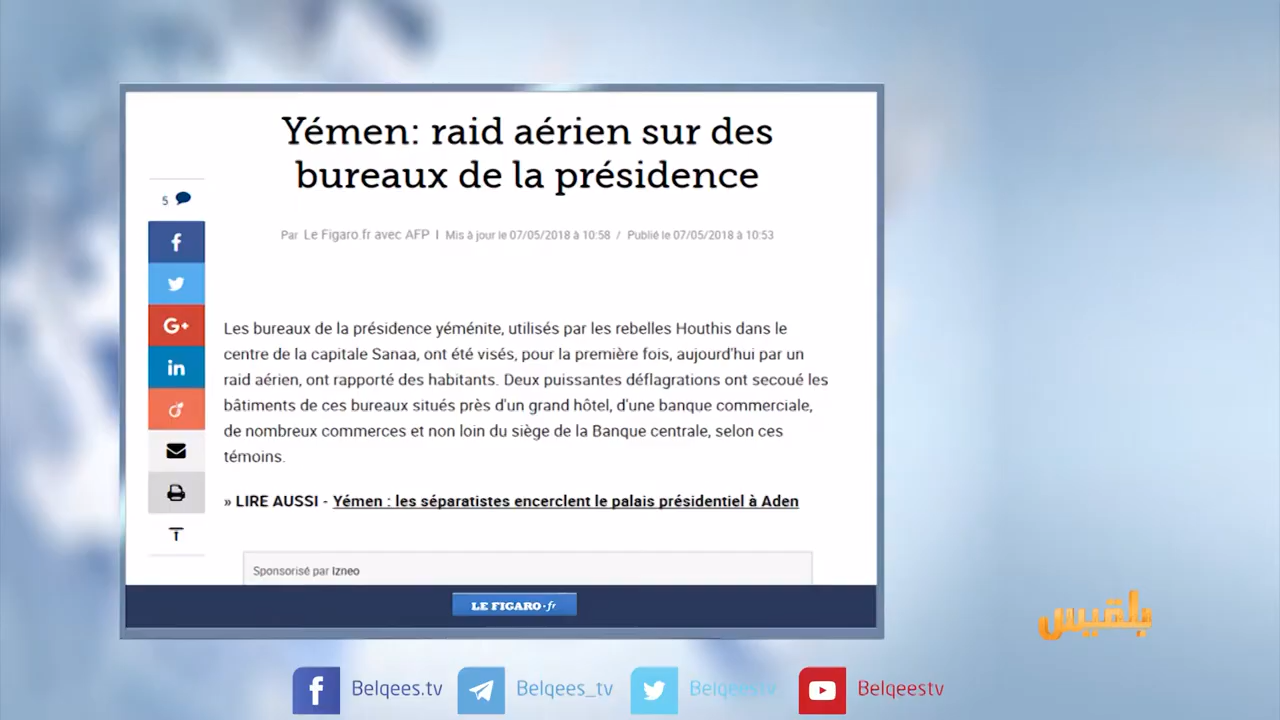 Yémen: raid aérien sur des
bureaux de la présidence
5
Par Le Figaro.fr avec AFP | Mis à jour le 07/05/2018 à 10:58 / Publié le 07/05/2018 à 10:53
Les bureaux de la présidence yéménite, utilisés par les rebelles Houthis dans le
centre de la capitale Sanaa, ont été visés, pour la première fois, aujourd'hui par un
raid aérien, ont rapporté des habitants. Deux puissantes déflagrations ont secoué les
bâtiments de ces bureaux situés près d'un grand hôtel, d'une banque commerciale,
de nombreux commerces et non loin du siège de la Banque centrale, selon ces
témoins.
» LIRE AUSSI - Yémen : les séparatistes encerclent le palais présidentiel à Aden
Sponsorisé par Izneo
LE FIGARO·fr
بلقيس
Belqees.tv Belqees_tv Belqeestv Belqeestv